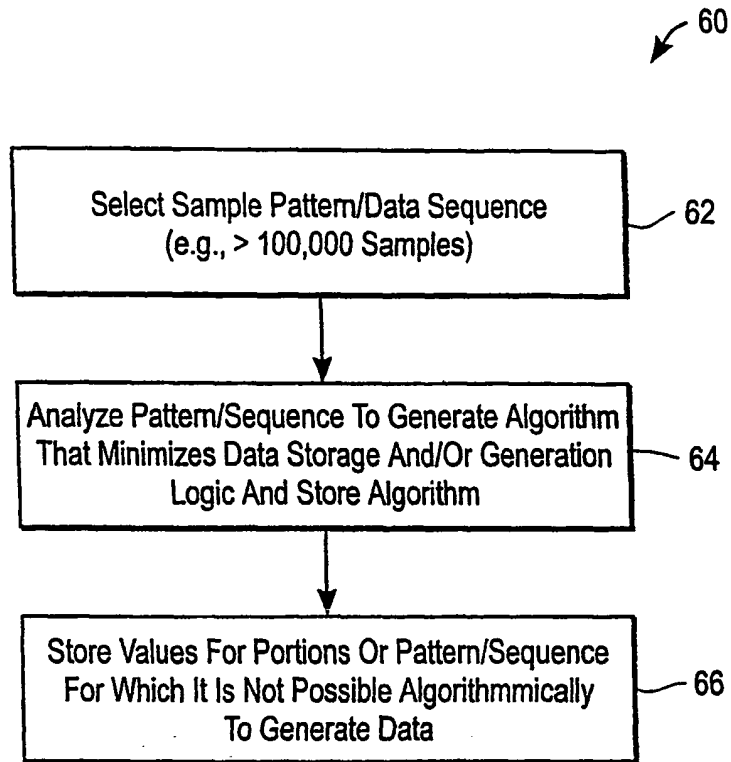 60
Select Sample Pattern/Data Sequence
(e.g., > 100,000 Samples)
62
Analyze Pattern/Sequence To Generate Algorithm
That Minimizes Data Storage And/Or Generation
Logic And Store Algorithm
64
Store Values For Portions Or Pattern/Sequence
For Which It Is Not Possible Algorithmmically
To Generate Data
66